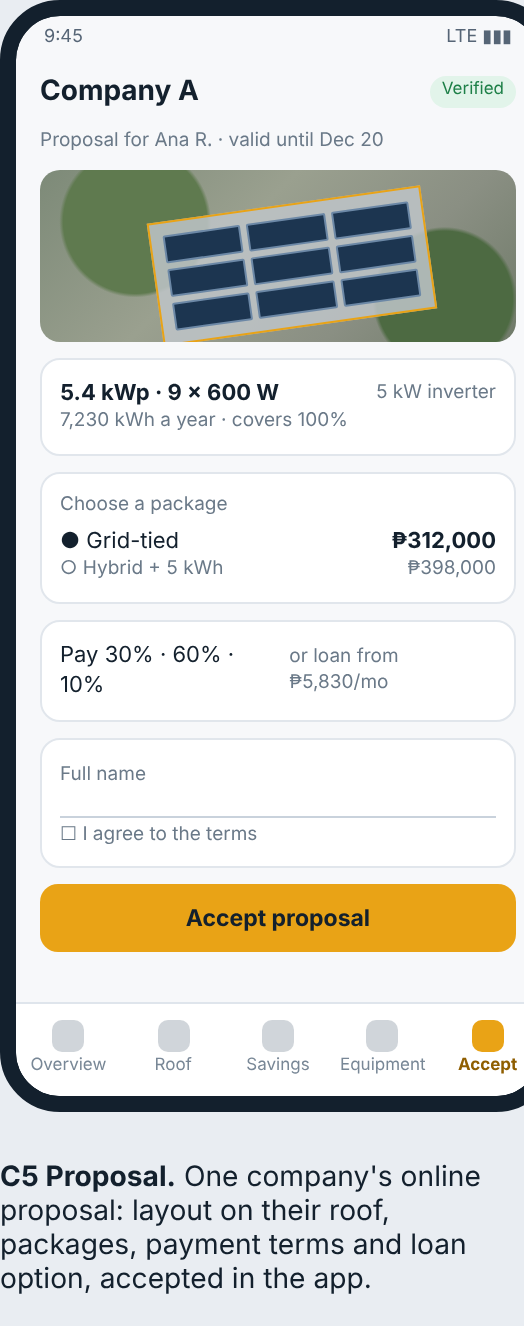 9:45 LTE
Company A Verified
Proposal for Ana R. · valid until Dec 20
5.4 kWp · 9 × 600 W 5 kW inverter
7,230 kWh a year · covers 100%
Choose a package
● Grid-tied ₱312,000
○ Hybrid + 5 kWh ₱398,000
Pay 30% · 60% · or loan from
10% ₱5,830/mo
Full name
☐ I agree to the terms
Accept proposal
Overview Roof Savings Equipment Accept
C5 Proposal. One company's online
proposal: layout on their roof,
packages, payment terms and loan
option, accepted in the app.